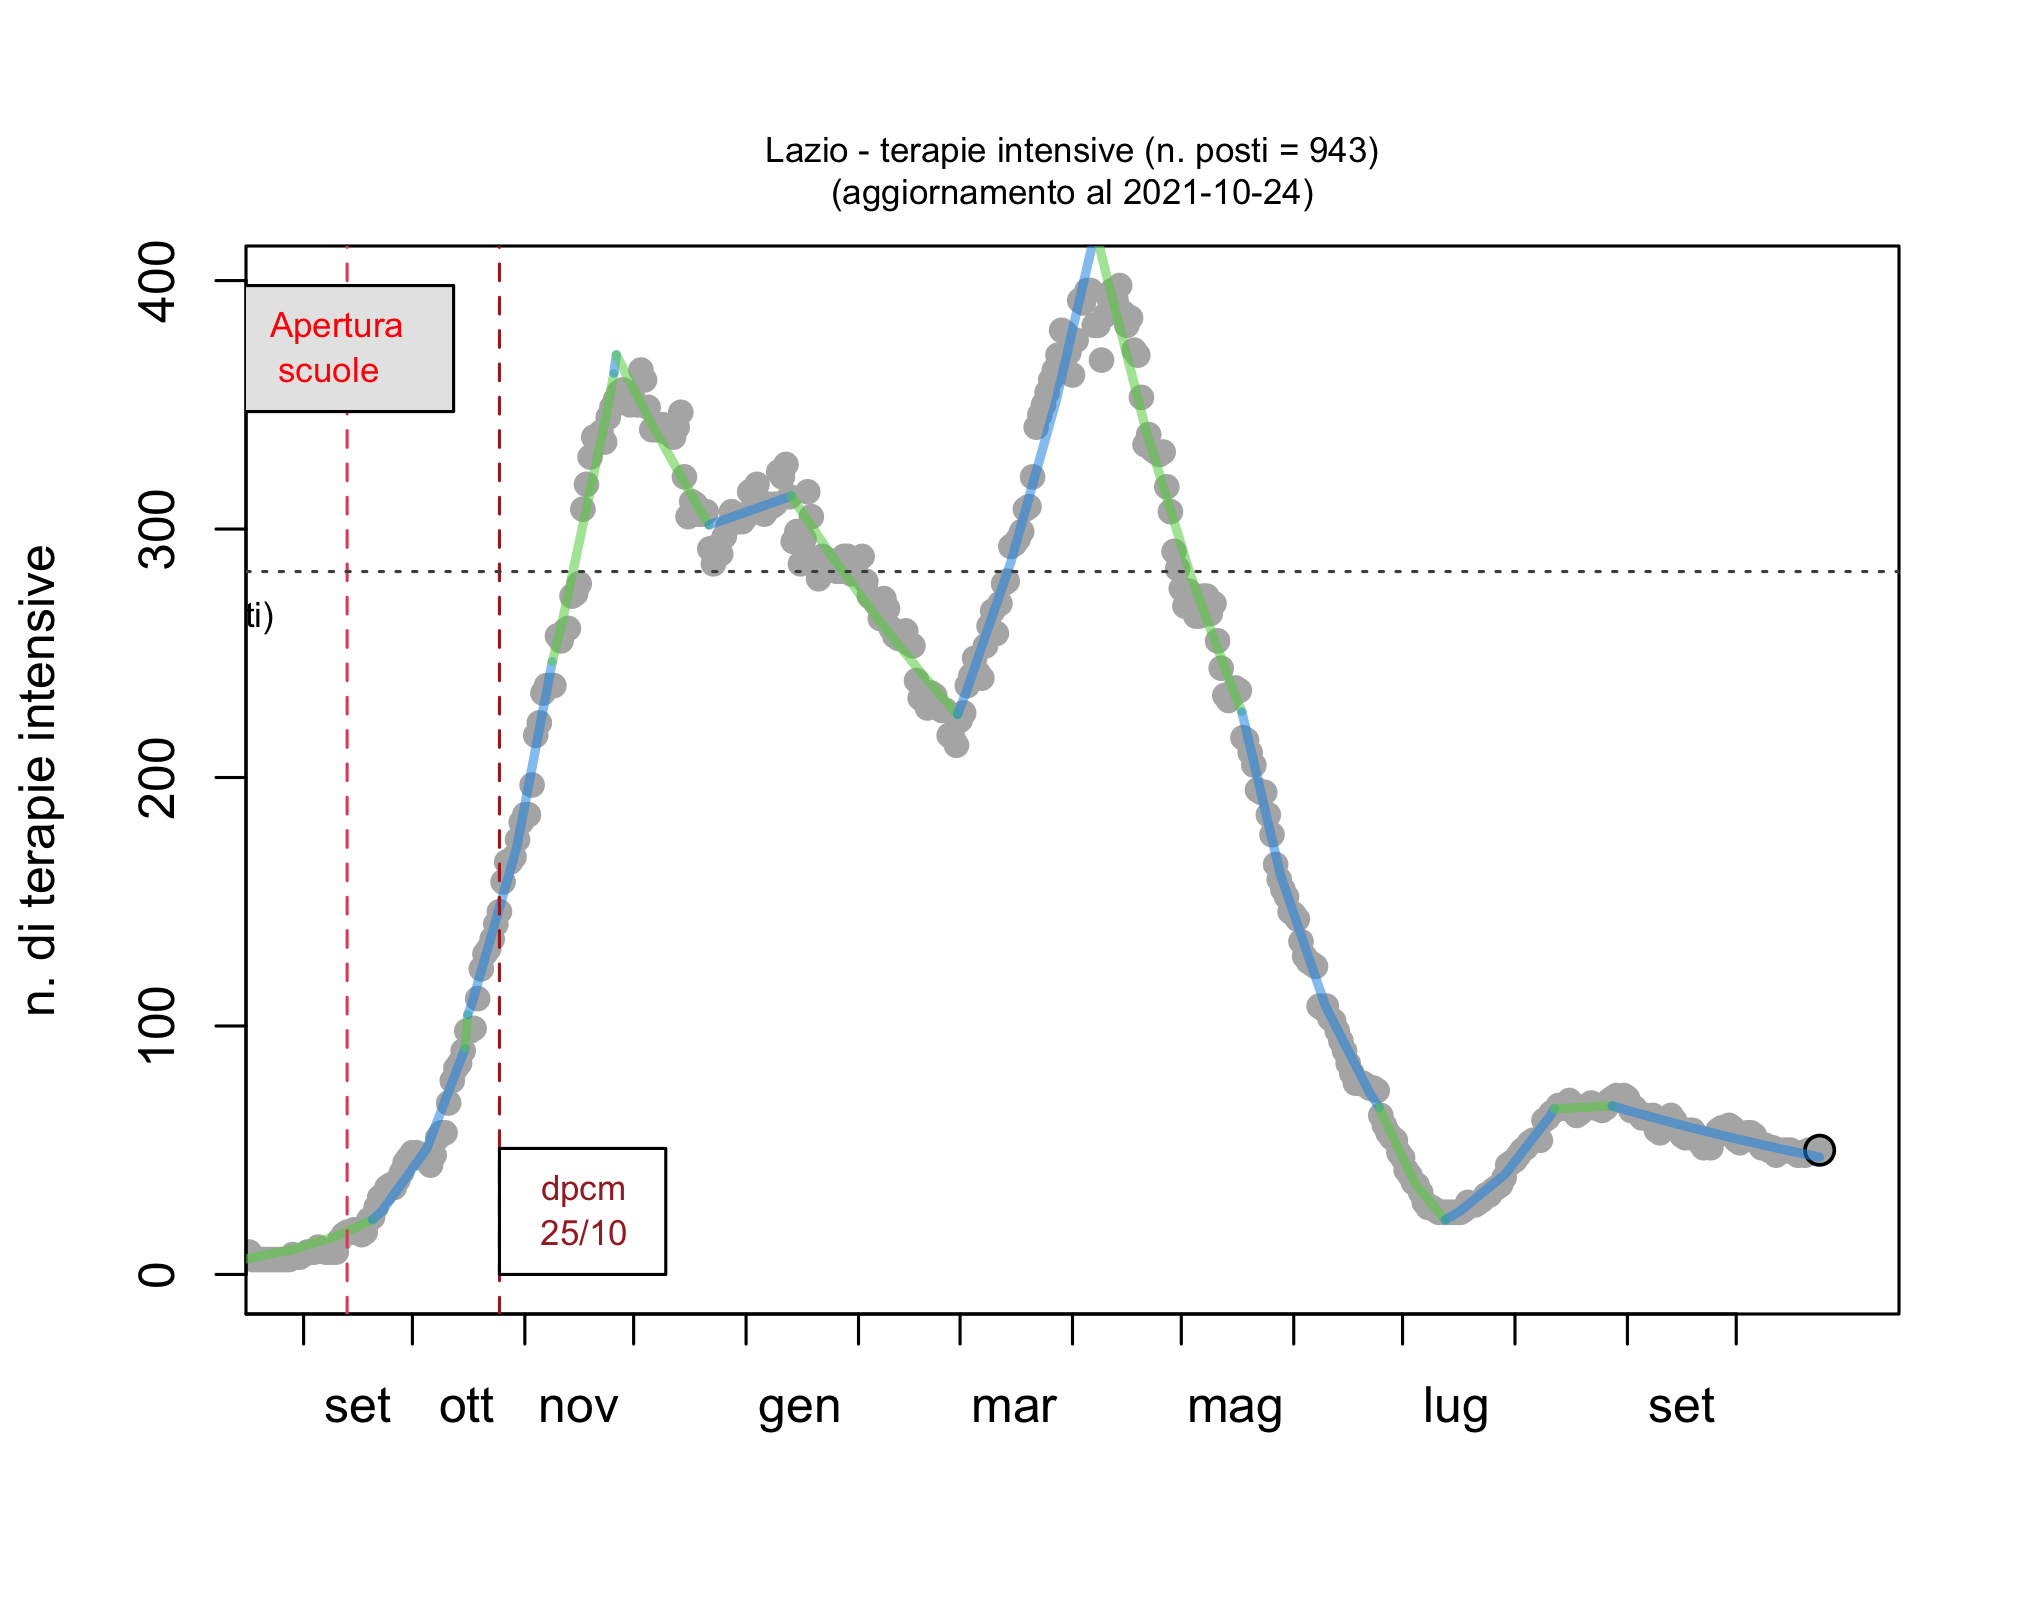 Lazio - terapie intensive (n. posti = 943)
(aggiornamento al 2021-10-24)
n. di terapie intensive
400
300
200
100
0
Apertura
scuole
ti)
dpcm
25/10
set ott nov gen mar mag lug set